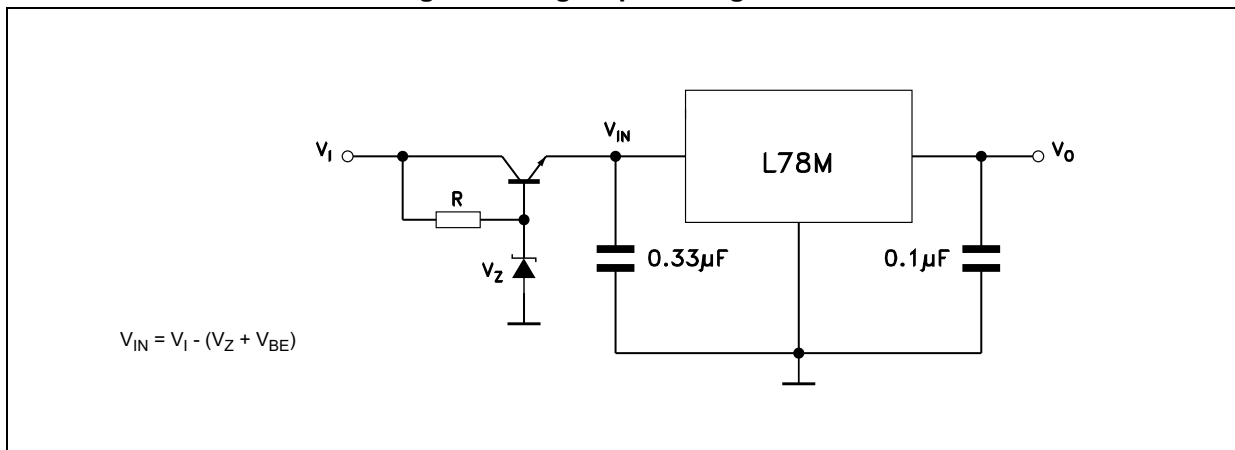 V_IN
V_I
L78M
V_O
R
0.33µF
0.1µF
V_Z
V_IN = V_I - (V_Z + V_BE)